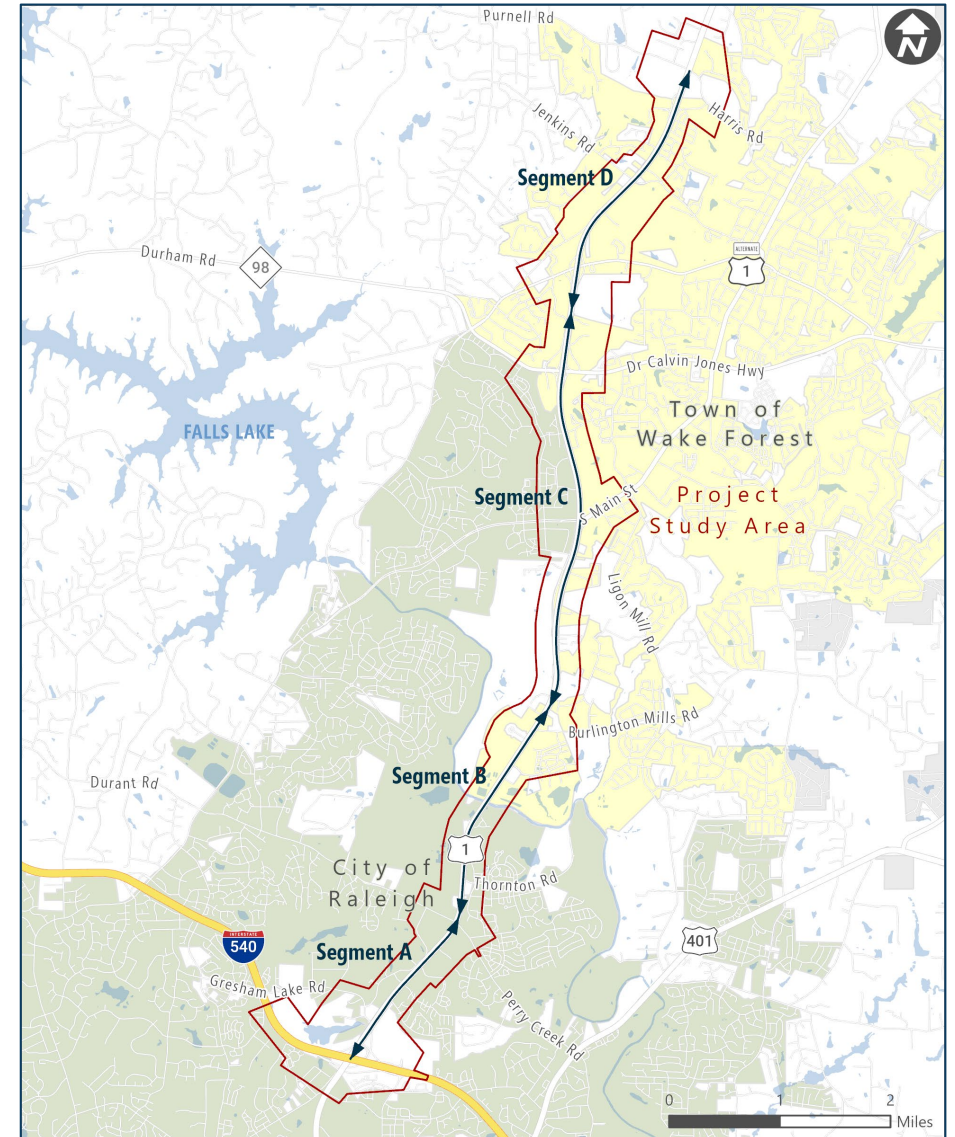 Purnell Rd
N
Jenkins Rd
Harris Rd
Segment D
Durham Rd
98
ALTERNATE
1
Dr Calvin Jones Hwy
Town of
Wake Forest
FALLS LAKE
Segment C
S Main St
Project
Study Area
Ligon Mill Rd
Burlington Mills Rd
Durant Rd
Segment B
1
City of
Raleigh
Thornton Rd
INTERSTATE
540
Segment A
401
Gresham Lake Rd
Perry Creek Rd
0 1 2
Miles